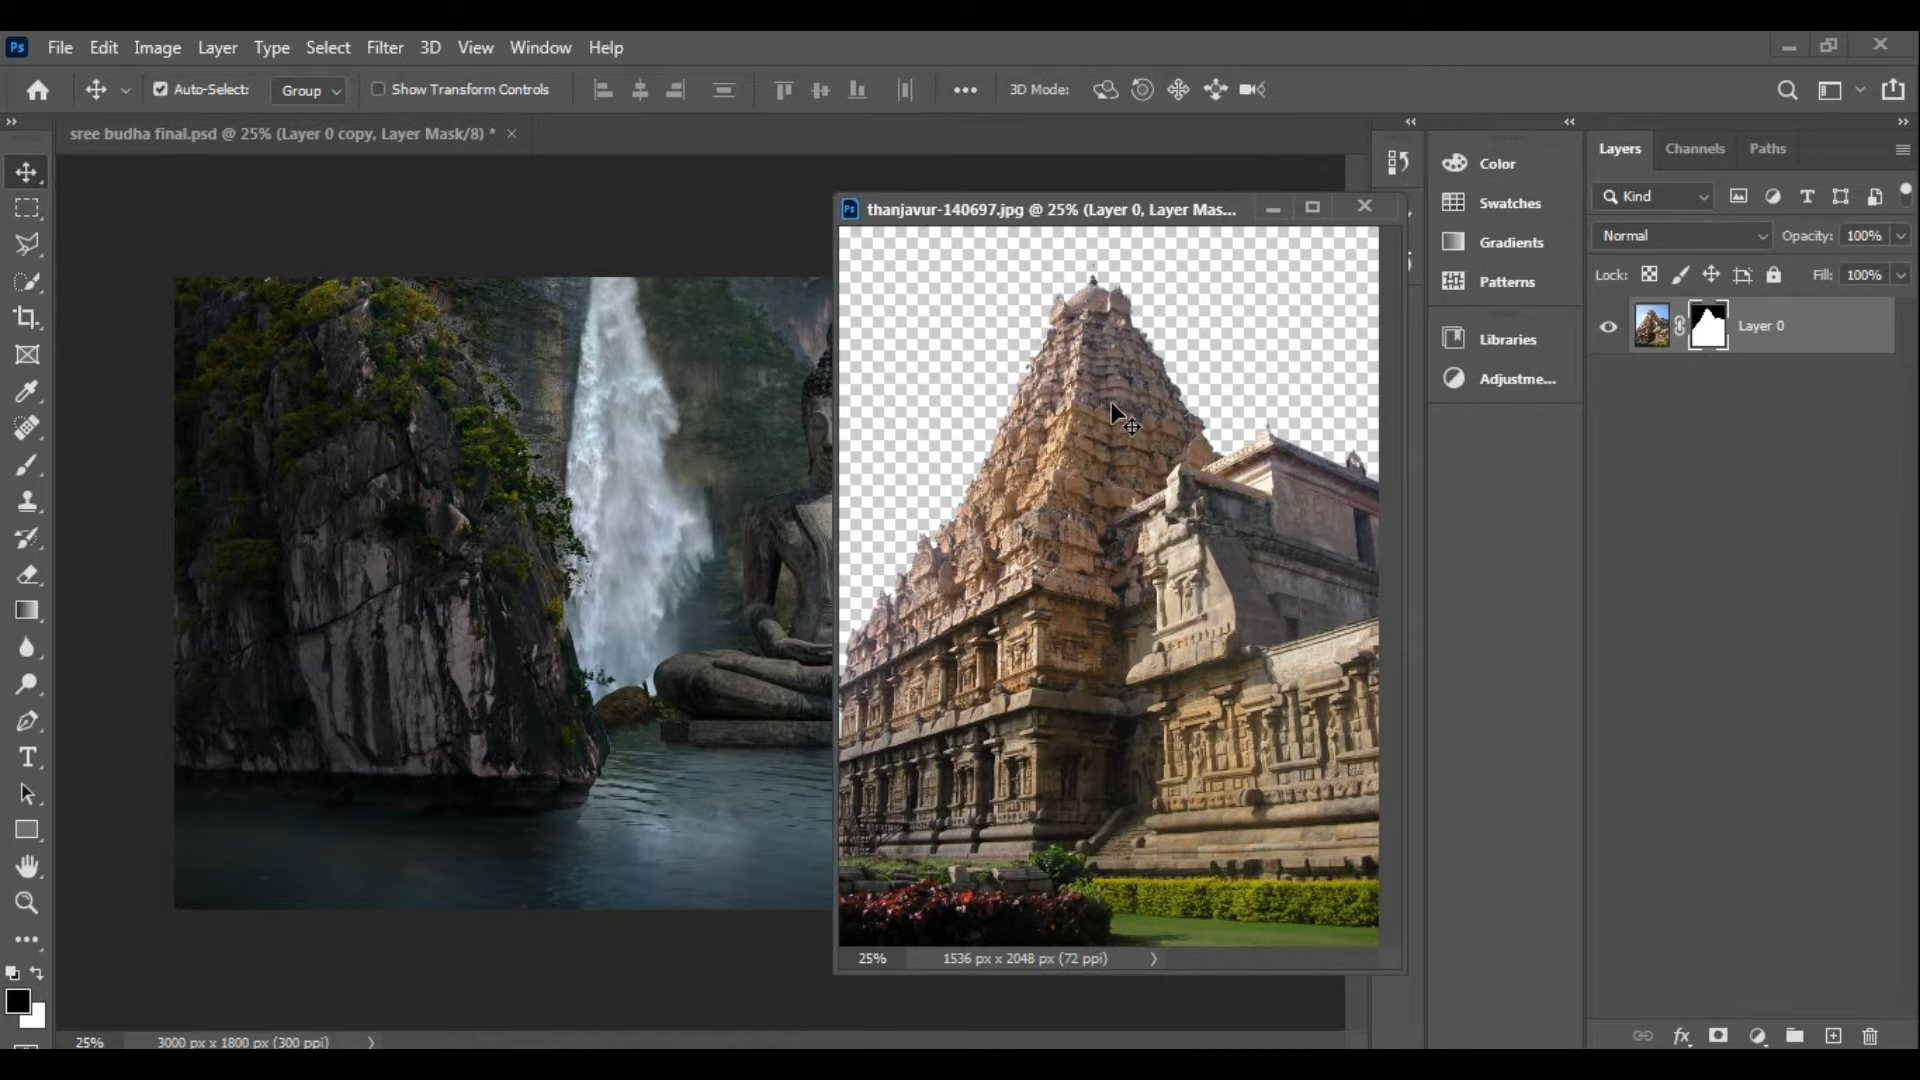 Ps File Edit Image Layer Type Select Filter 3D View Window Help
Auto-Select: Group Show Transform Controls 3D Mode:
sree budha final.psd @ 25% (Layer 0 copy, Layer Mask/8) *
Ps thanjavur-140697.jpg @ 25% (Layer 0, Layer Mas...
25% 1536 px x 2048 px (72 ppi)
25% 3000 px x 1800 px (300 ppi)
Color
Swatches
Gradients
Patterns
Libraries
Adjustme...
Layers Channels Paths
Kind
Normal Opacity: 100%
Lock: Fill: 100%
Layer 0
fx